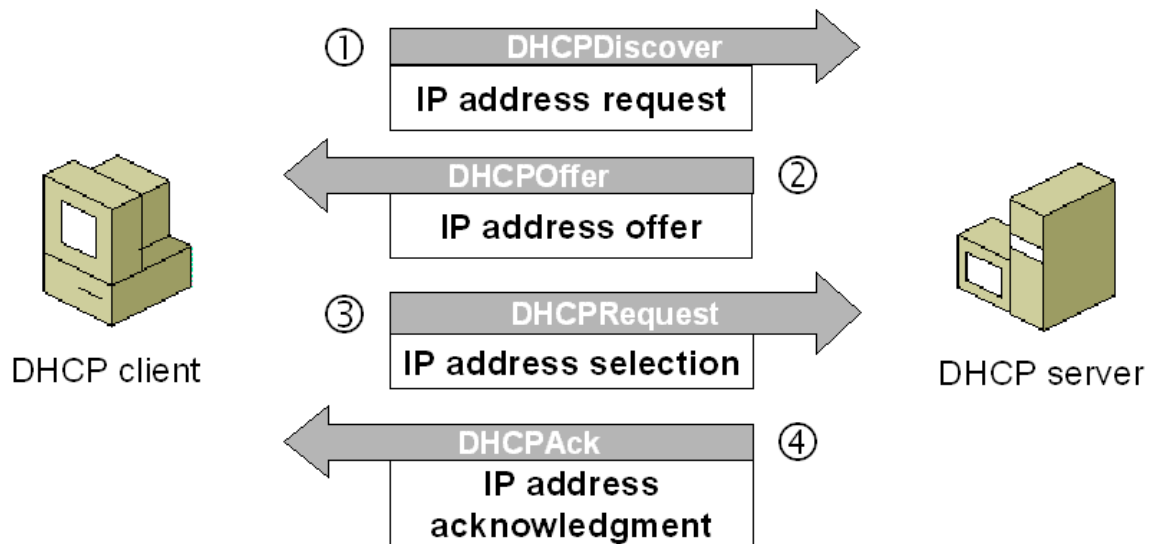 ① DHCPDiscover
IP address request
DHCPOffer ②
IP address offer
③ DHCPRequest
IP address selection
DHCP client
DHCP server
DHCPAck ④
IP address
acknowledgment